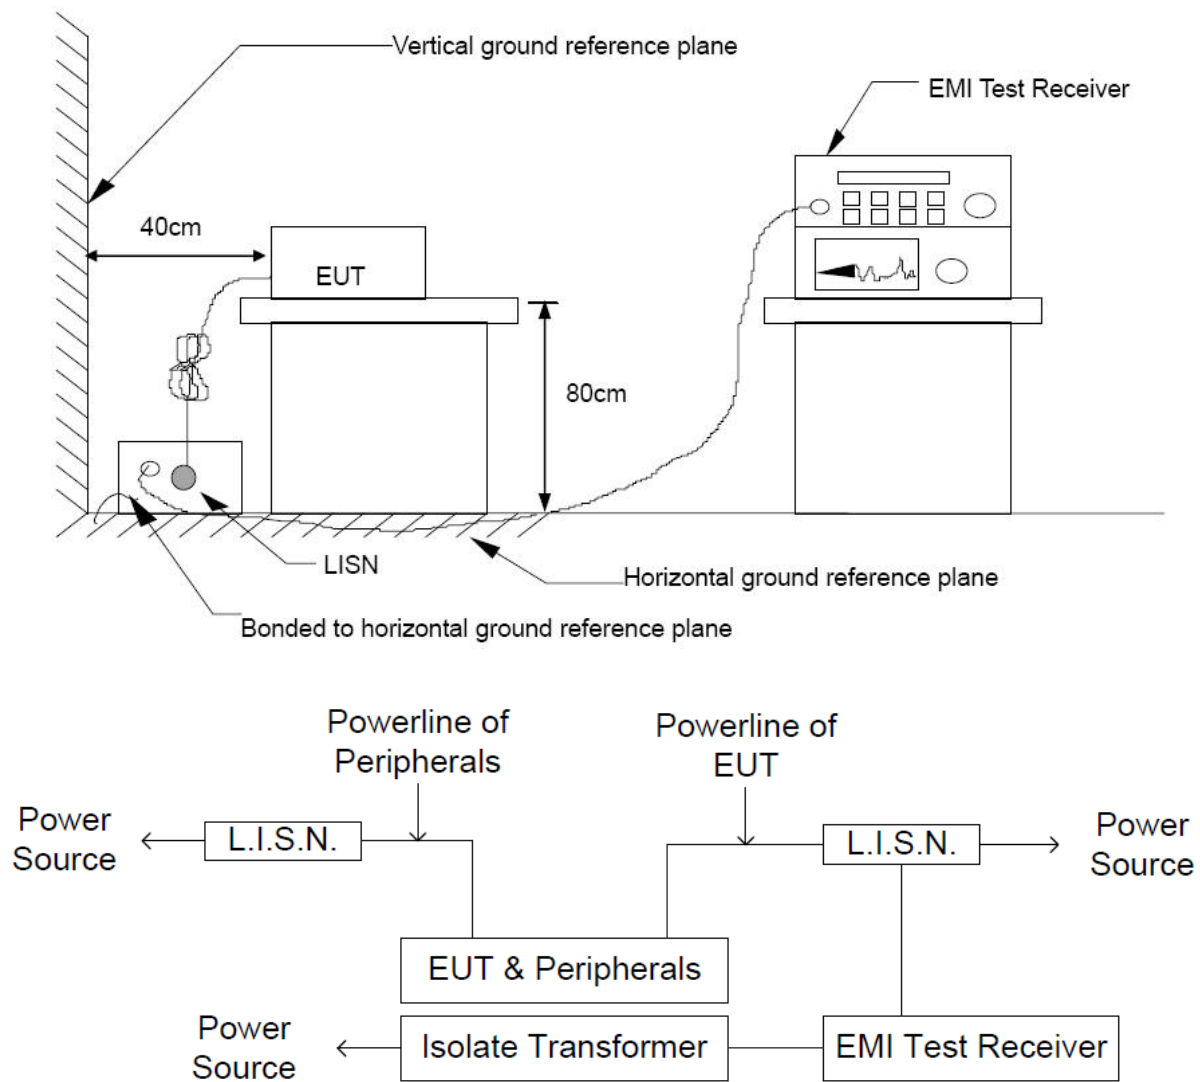 Vertical ground reference plane
EMI Test Receiver
40cm
EUT
80cm
LISN
Horizontal ground reference plane
Bonded to horizontal ground reference plane
Powerline of
Peripherals
Powerline of
EUT
Power
Source
L.I.S.N.
L.I.S.N.
Power
Source
EUT & Peripherals
Power
Source
Isolate Transformer
EMI Test Receiver